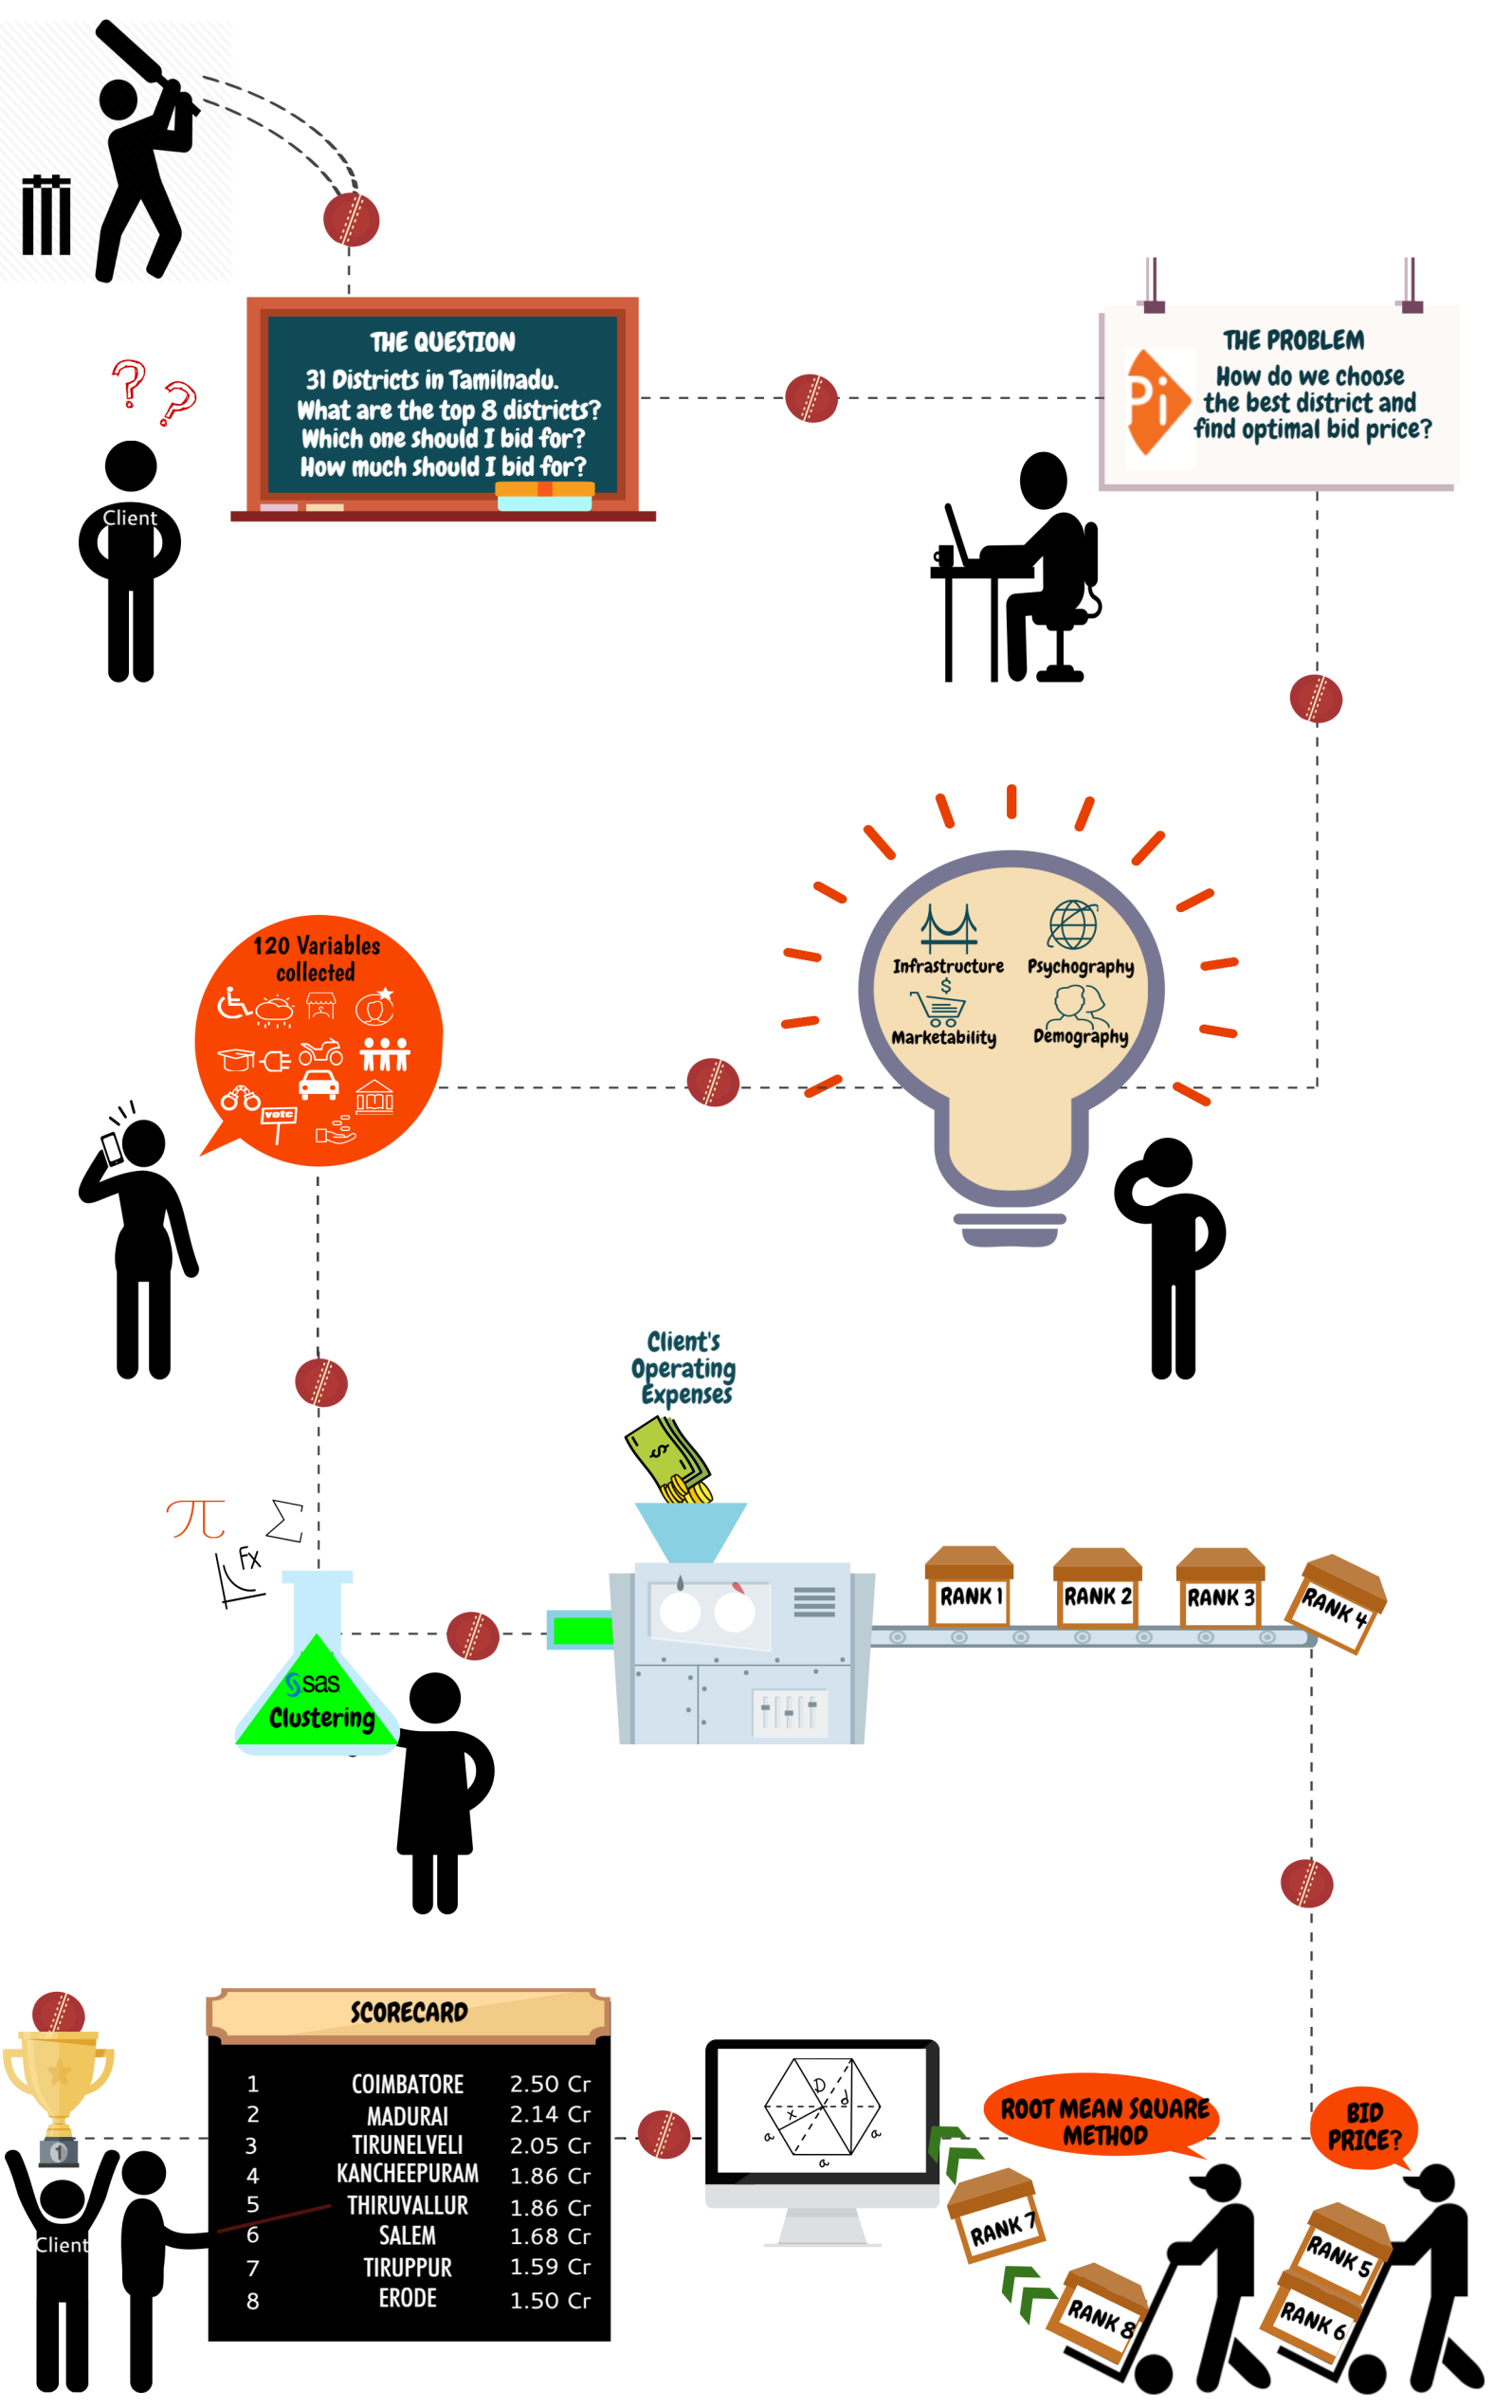 THE QUESTION
31 Districts in Tamilnadu.
What are the top 8 districts?
Which one should I bid for?
How much should I bid for?
THE PROBLEM
Pi
How do we choose
the best district and
find optimal bid price?
? ?
Client
Infrastructure
Psychography
$
Marketability
Demography
120 Variables
collected
vote
Client's
Operating
Expenses
$
π Σ
Fx
sas
Clustering
RANK 1
RANK 2
RANK 3
RANK 4
SCORECARD
1 COIMBATORE 2.50 Cr
2 MADURAI 2.14 Cr
3 TIRUNELVELI 2.05 Cr
4 KANCHEEPURAM 1.86 Cr
5 THIRUVALLUR 1.86 Cr
6 SALEM 1.68 Cr
7 TIRUPPUR 1.59 Cr
8 ERODE 1.50 Cr
1
Client
D
d
x
a
a
a
ROOT MEAN SQUARE
METHOD
BID
PRICE?
RANK 7
RANK 8
RANK 5
RANK 6